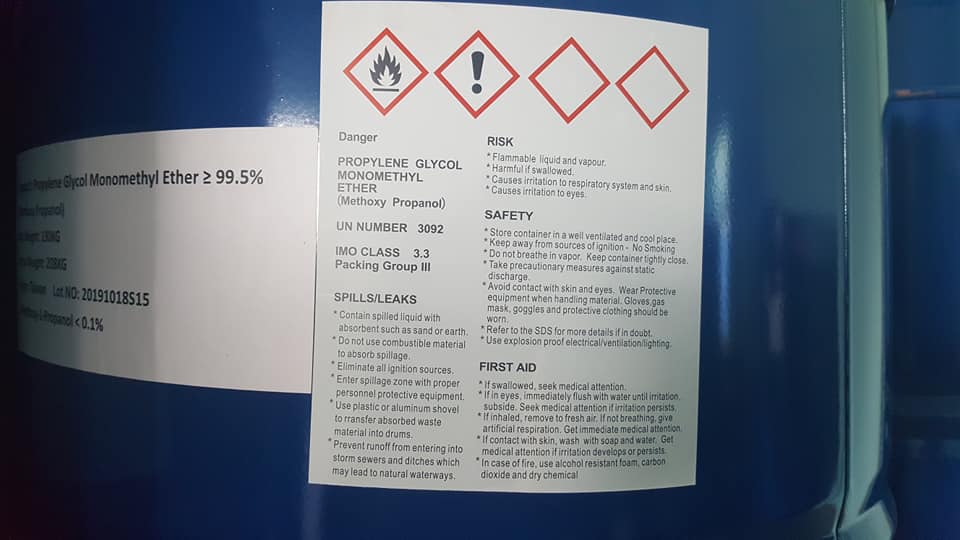 Propylene Glycol Monomethyl Ether ≥ 99.5%
Propanol)
Weight: 190KG
Weight: 208KG
Taiwan Lot NO: 20191018S15
-Propanol < 0.1%
Danger
PROPYLENE GLYCOL
MONOMETHYL
ETHER
(Methoxy Propanol)
UN NUMBER 3092
IMO CLASS 3.3
Packing Group III
SPILLS/LEAKS
* Contain spilled liquid with
absorbent such as sand or earth.
* Do not use combustible material
to absorb spillage.
* Eliminate all ignition sources.
* Enter spillage zone with proper
personnel protective equipment.
* Use plastic or aluminum shovel
to rransfer absorbed waste
material into drums.
* Prevent runoff from entering into
storm sewers and ditches which
may lead to natural waterways.
RISK
* Flammable liquid and vapour.
* Harmful if swallowed.
* Causes irritation to respiratory system and skin.
* Causes irritation to eyes.
SAFETY
* Store container in a well ventilated and cool place.
* Keep away from sources of ignition - No Smoking
* Do not breathe in vapor. Keep container tightly close.
* Take precautionary measures against static
discharge.
* Avoid contact with skin and eyes. Wear Protective
equipment when handling material. Gloves,gas
mask, goggles and protective clothing should be
worn.
* Refer to the SDS for more details if in doubt.
* Use explosion proof electrical/ventilation/lighting.
FIRST AID
* If swallowed, seek medical attention.
* If in eyes, immediately flush with water until irritation.
subside. Seek medical attention if irritation persists.
* If inhaled, remove to fresh air. If not breathing, give
artificial respiration. Get immediate medical attention.
* If contact with skin, wash with soap and water. Get
medical attention if irritation develops or persists.
* In case of fire, use alcohol resistant foam, carbon
dioxide and dry chemical